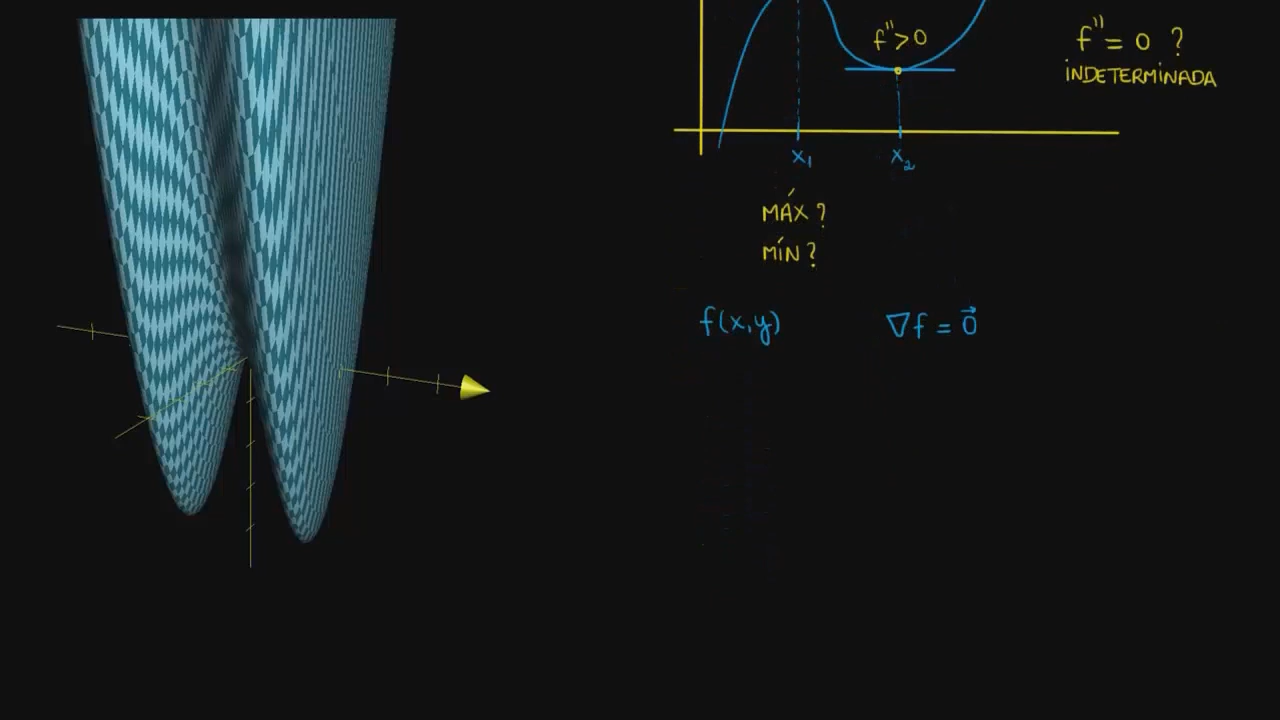 f''>0
f''= 0 ?
INDETERMINADA
x₁ x₂
MÁX ?
MÍN ?
f(x,y) ∇f = 0⃗